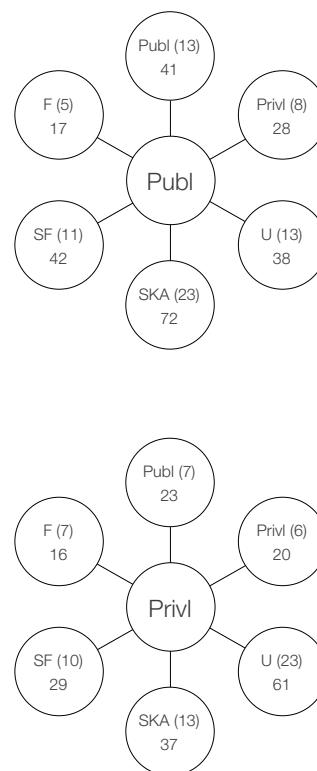 Publ (13)
41
F (5)
17
Privl (8)
28
Publ
SF (11)
42
U (13)
38
SKA (23)
72
Publ (7)
23
F (7)
16
Privl (6)
20
Privl
SF (10)
29
U (23)
61
SKA (13)
37